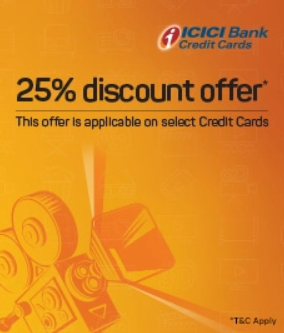 ICICI Bank
Credit Cards
25% discount offer*
This offer is applicable on select Credit Cards
*T&C Apply